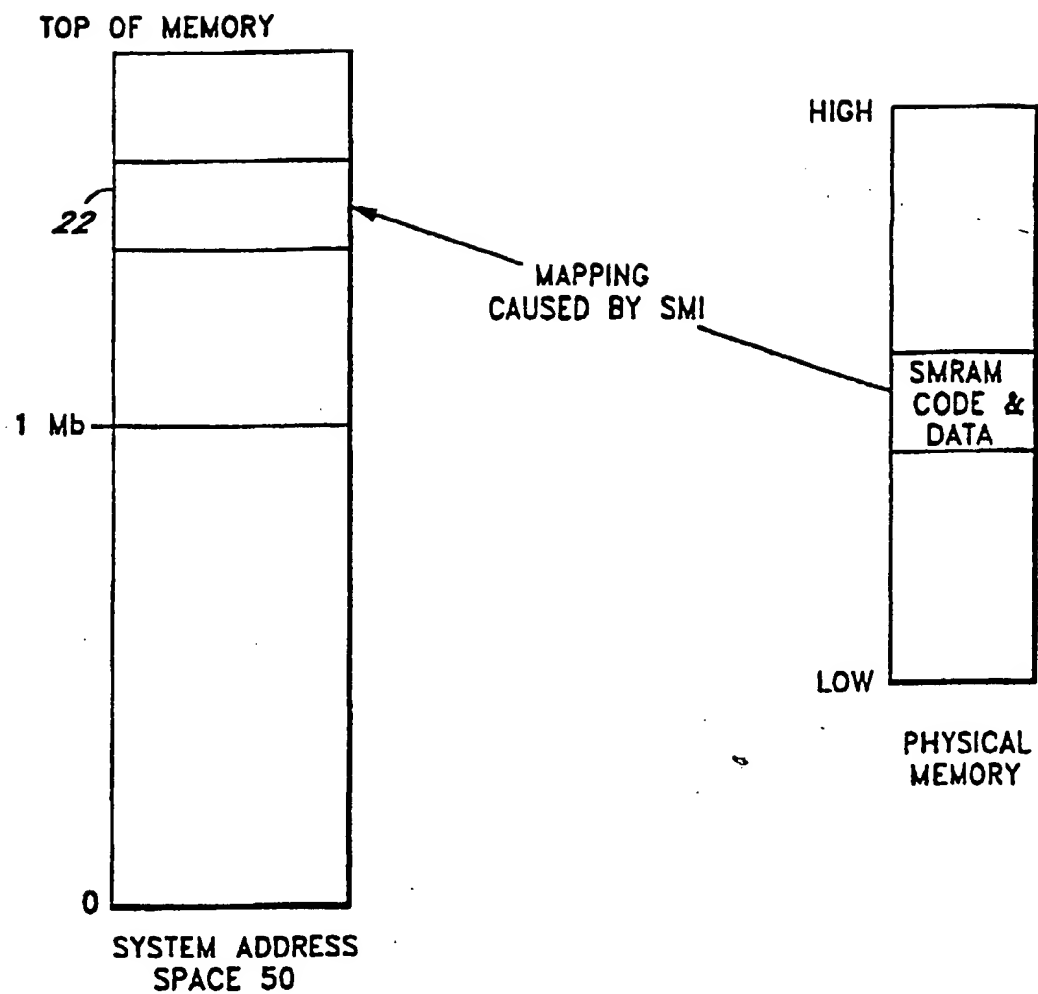 TOP OF MEMORY
HIGH
22
MAPPING
CAUSED BY SMI
SMRAM
CODE &
DATA
1 Mb
LOW
PHYSICAL
MEMORY
0
SYSTEM ADDRESS
SPACE 50